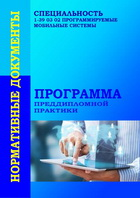 НОРМАТИВНЫЕ ДОКУМЕНТЫ
СПЕЦИАЛЬНОСТЬ
1-39 03 02 ПРОГРАММИРУЕМЫЕ
МОБИЛЬНЫЕ СИСТЕМЫ
ПРОГРАММА
ПРЕДДИПЛОМНОЙ
ПРАКТИКИ